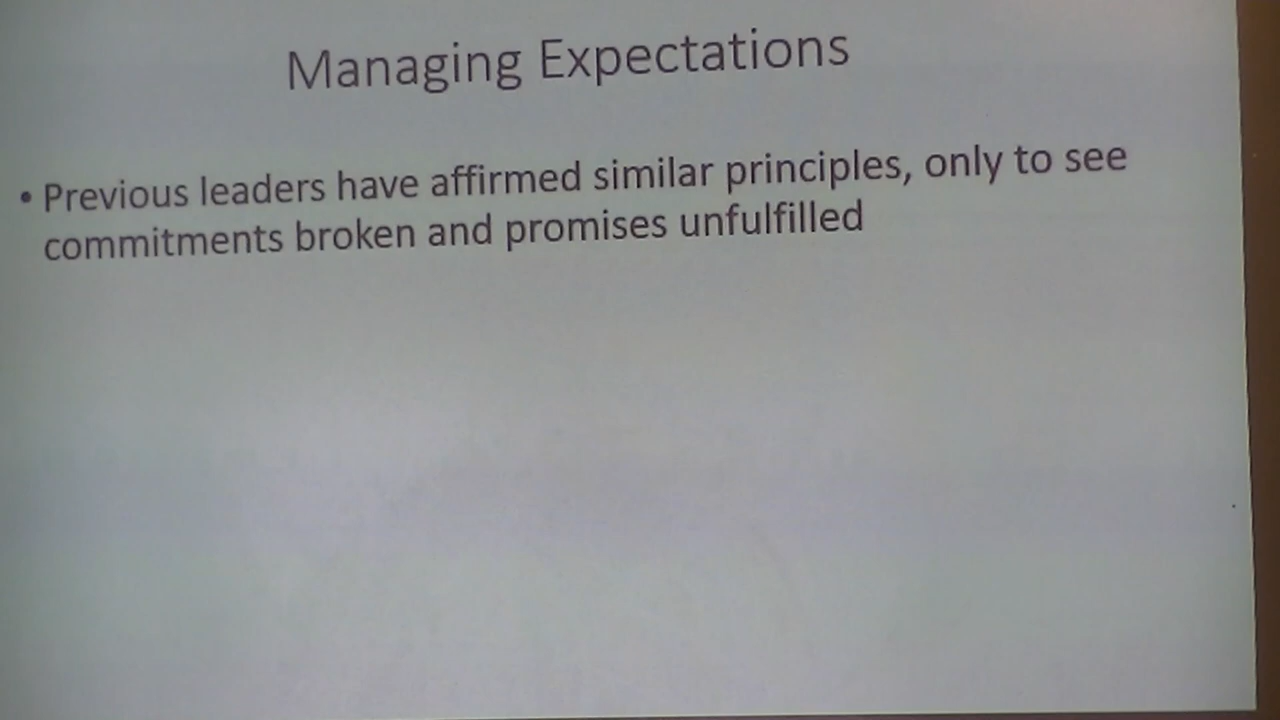 Managing Expectations
• Previous leaders have affirmed similar principles, only to see
commitments broken and promises unfulfilled